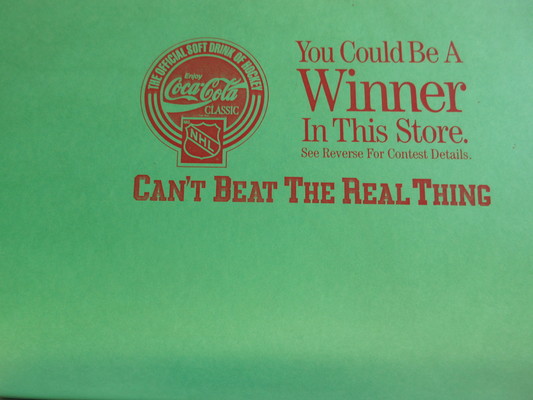 THE OFFICIAL SOFT DRINK OF HOCKEY
Enjoy
Coca-Cola
CLASSIC
NHL
You Could Be A
Winner
In This Store.
See Reverse For Contest Details.
CAN'T BEAT THE REAL THING